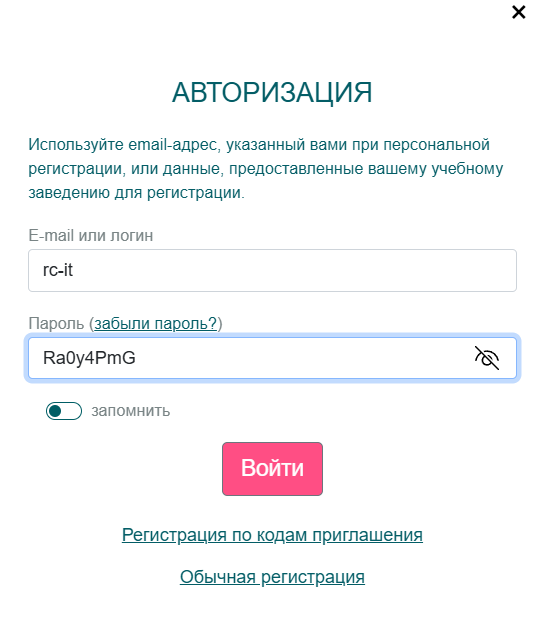 АВТОРИЗАЦИЯ
Используйте email-адрес, указанный вами при персональной
регистрации, или данные, предоставленные вашему учебному
заведению для регистрации.
E-mail или логин
rc-it
Пароль (забыли пароль?)
Ra0y4PmG
запомнить
Войти
Регистрация по кодам приглашения
Обычная регистрация